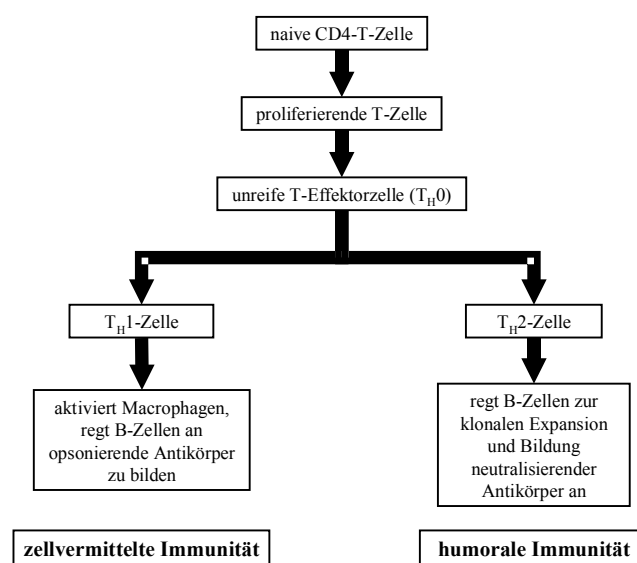 naive CD4-T-Zelle
proliferierende T-Zelle
unreife T-Effektorzelle (TH0)
TH1-Zelle
aktiviert Macrophagen,
regt B-Zellen an
opsonierende Antikörper
zu bilden
zellvermittelte Immunität
TH2-Zelle
regt B-Zellen zur
klonalen Expansion
und Bildung
neutralisierender
Antikörper an
humorale Immunität